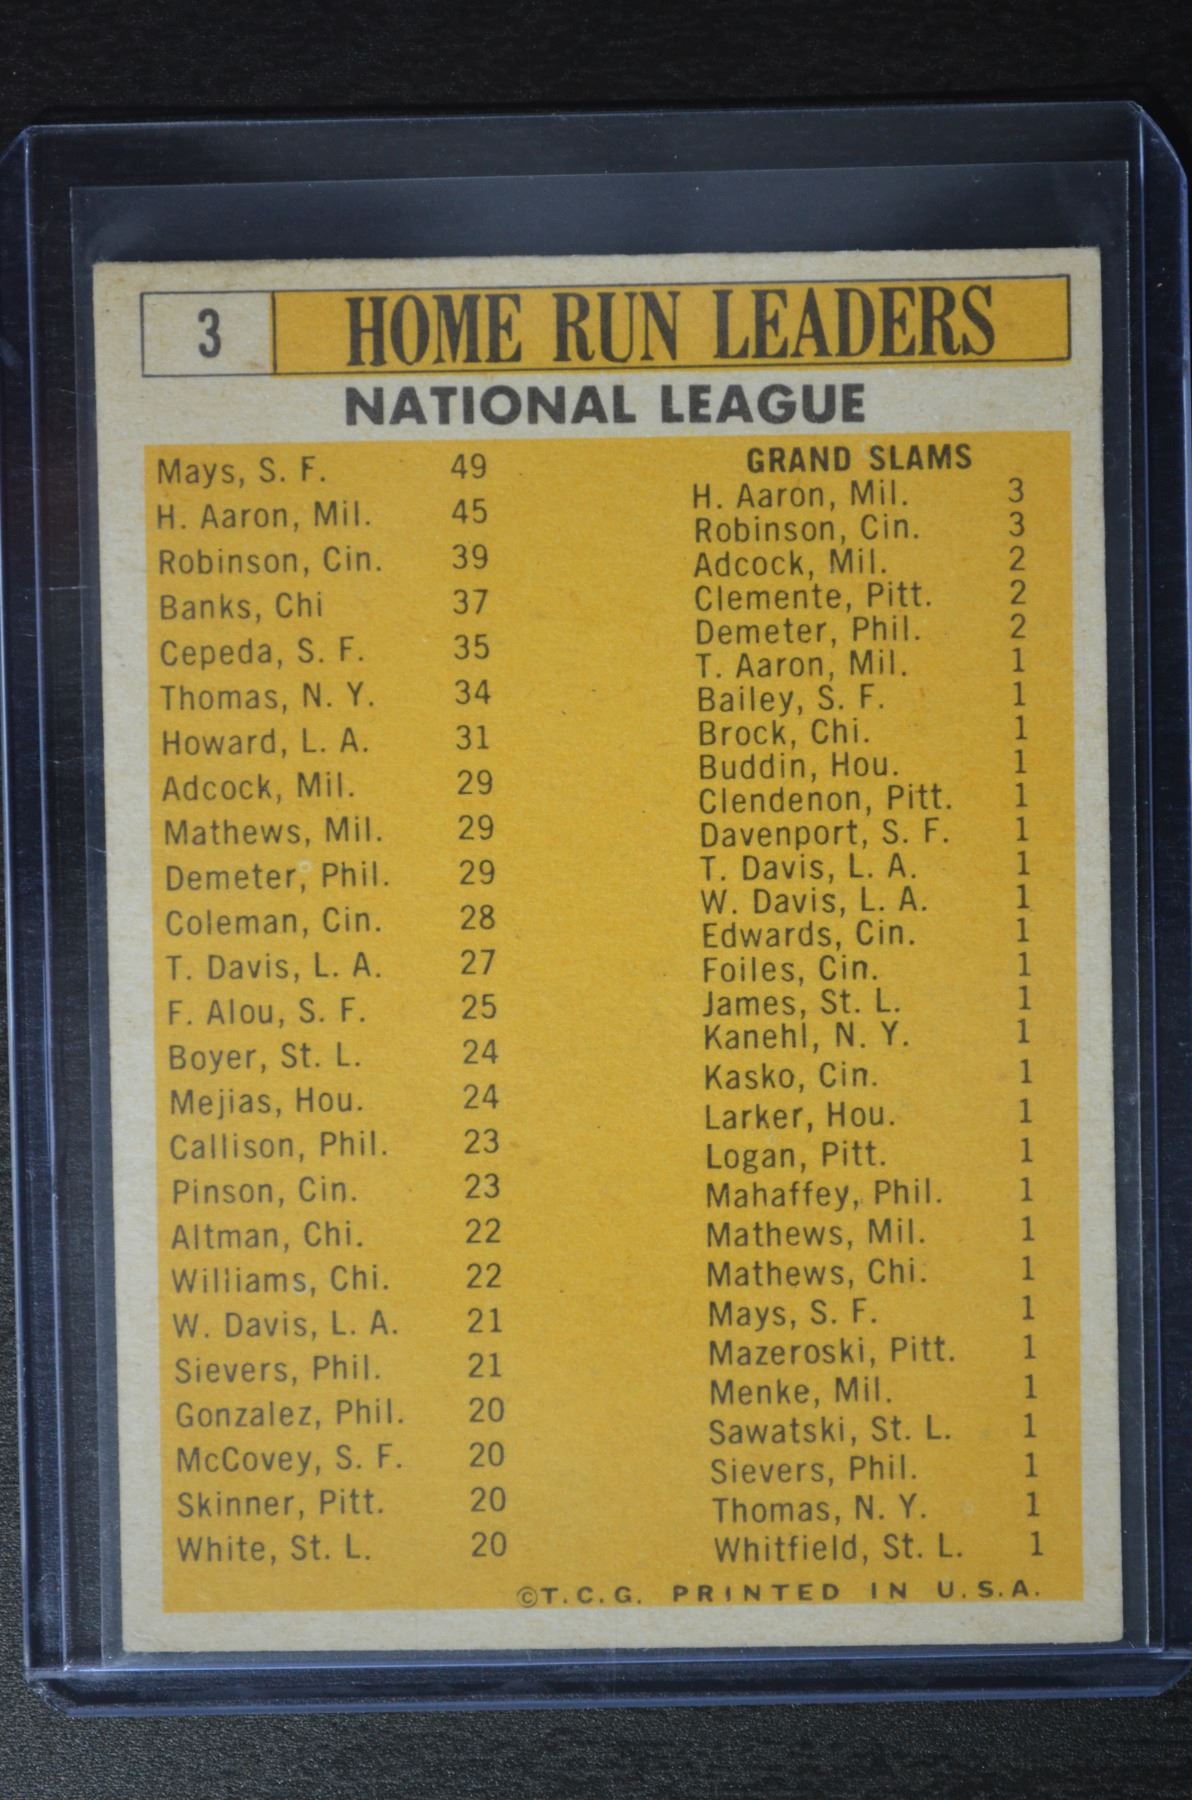 3
HOME RUN LEADERS
NATIONAL LEAGUE
Mays, S. F. 49
H. Aaron, Mil. 45
Robinson, Cin. 39
Banks, Chi 37
Cepeda, S. F. 35
Thomas, N. Y. 34
Howard, L. A. 31
Adcock, Mil. 29
Mathews, Mil. 29
Demeter, Phil. 29
Coleman, Cin. 28
T. Davis, L. A. 27
F. Alou, S. F. 25
Boyer, St. L. 24
Mejias, Hou. 24
Callison, Phil. 23
Pinson, Cin. 23
Altman, Chi. 22
Williams, Chi. 22
W. Davis, L. A. 21
Sievers, Phil. 21
Gonzalez, Phil. 20
McCovey, S. F. 20
Skinner, Pitt. 20
White, St. L. 20
GRAND SLAMS
H. Aaron, Mil. 3
Robinson, Cin. 3
Adcock, Mil. 2
Clemente, Pitt. 2
Demeter, Phil. 2
T. Aaron, Mil. 1
Bailey, S. F. 1
Brock, Chi. 1
Buddin, Hou. 1
Clendenon, Pitt. 1
Davenport, S. F. 1
T. Davis, L. A. 1
W. Davis, L. A. 1
Edwards, Cin. 1
Foiles, Cin. 1
James, St. L. 1
Kanehl, N. Y. 1
Kasko, Cin. 1
Larker, Hou. 1
Logan, Pitt. 1
Mahaffey, Phil. 1
Mathews, Mil. 1
Mathews, Chi. 1
Mays, S. F. 1
Mazeroski, Pitt. 1
Menke, Mil. 1
Sawatski, St. L. 1
Sievers, Phil. 1
Thomas, N. Y. 1
Whitfield, St. L. 1
©T.C.G. PRINTED IN U.S.A.